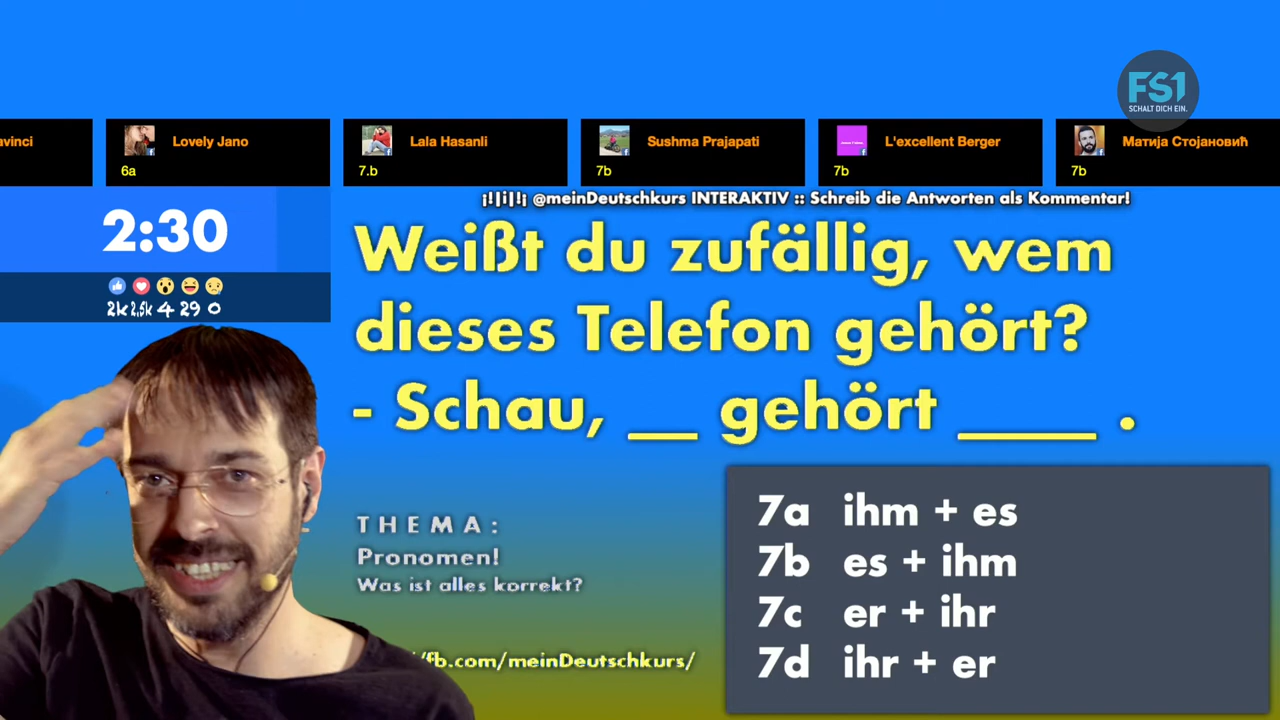 FS1
SCHALT DICH EIN.
avinci
Lovely Jano
6a
Lala Hasanli
7.b
Sushma Prajapati
7b
L'excellent Berger
7b
Матија Стојановић
7b
¡!|i|!¡ @meinDeutschkurs INTERAKTIV :: Schreib die Antworten als Kommentar!
2:30
2k 2,5k 4 29 0
Weißt du zufällig, wem
dieses Telefon gehört?
- Schau, __ gehört ____ .
THEMA:
Pronomen!
Was ist alles korrekt?
/fb.com/meinDeutschkurs/
7a ihm + es
7b es + ihm
7c er + ihr
7d ihr + er